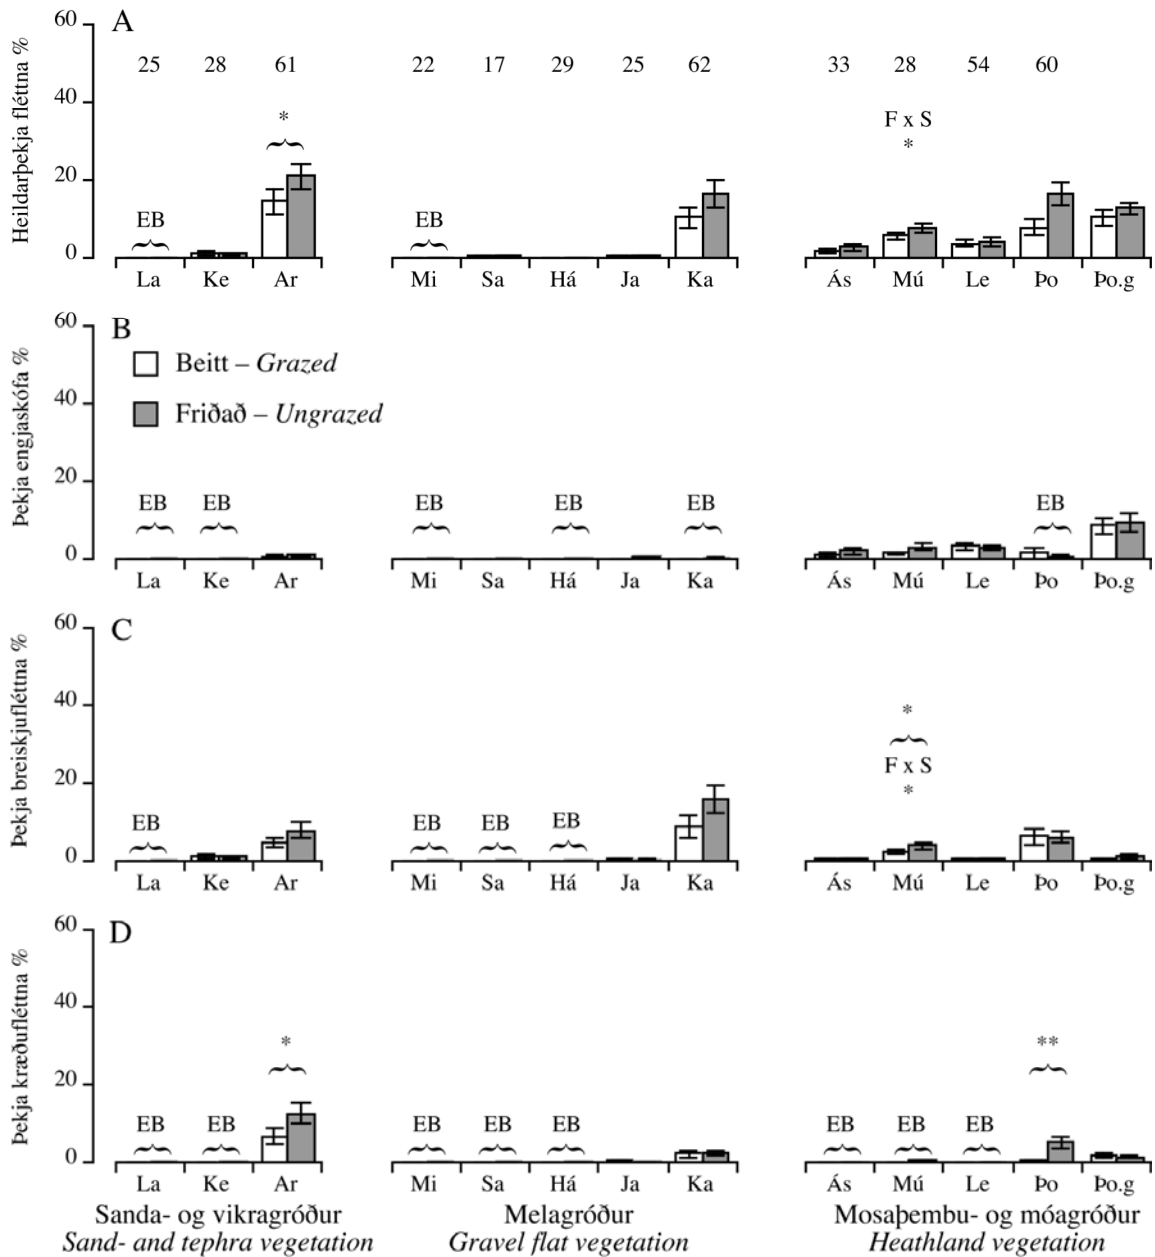 A
Heildarþekja fléttna %
60
40
20
0
25 28 61 22 17 29 25 62 33 28 54 60
*
F x S
*
EB EB
La Ke Ar Mi Sa Há Ja Ka Ás Mú Le Þo Þo.g
B
Þekja engjaskófa %
60
40
20
0
Beitt – Grazed
Friðað – Ungrazed
EB EB EB EB EB EB
La Ke Ar Mi Sa Há Ja Ka Ás Mú Le Þo Þo.g
C
Þekja breiskjufléttna %
60
40
20
0
*
F x S
*
EB EB EB EB
La Ke Ar Mi Sa Há Ja Ka Ás Mú Le Þo Þo.g
D
Þekja kræðufléttna %
60
40
20
0
* **
EB EB EB EB EB EB EB EB
La Ke Ar Mi Sa Há Ja Ka Ás Mú Le Þo Þo.g
Sanda- og vikragróður Melagróður Mosaþembu- og móagróður
Sand- and tephra vegetation Gravel flat vegetation Heathland vegetation